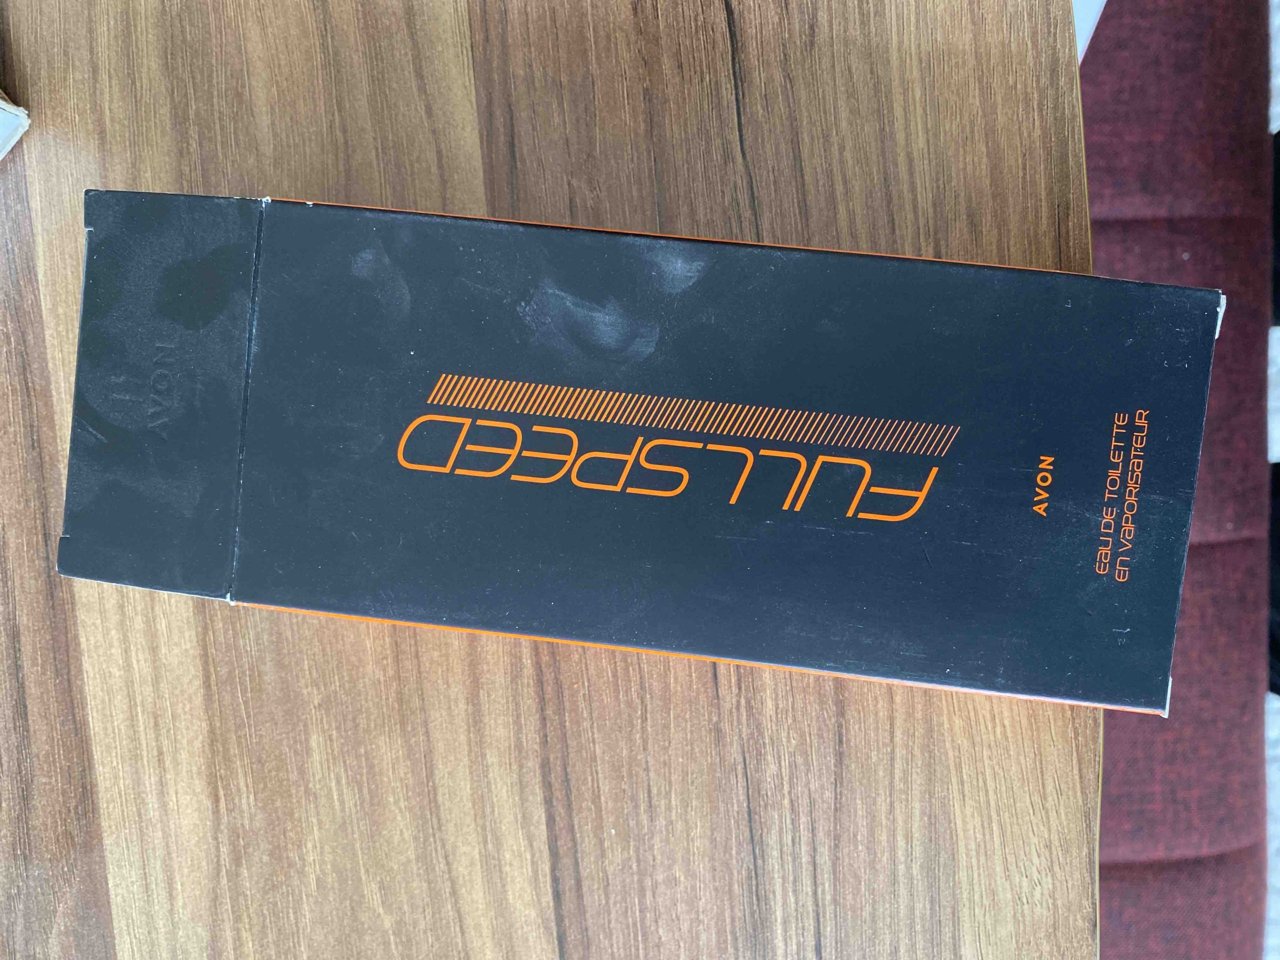 AVON
FULLSPEED
AVON
EAU DE TOILETTE
EN VAPORISATEUR